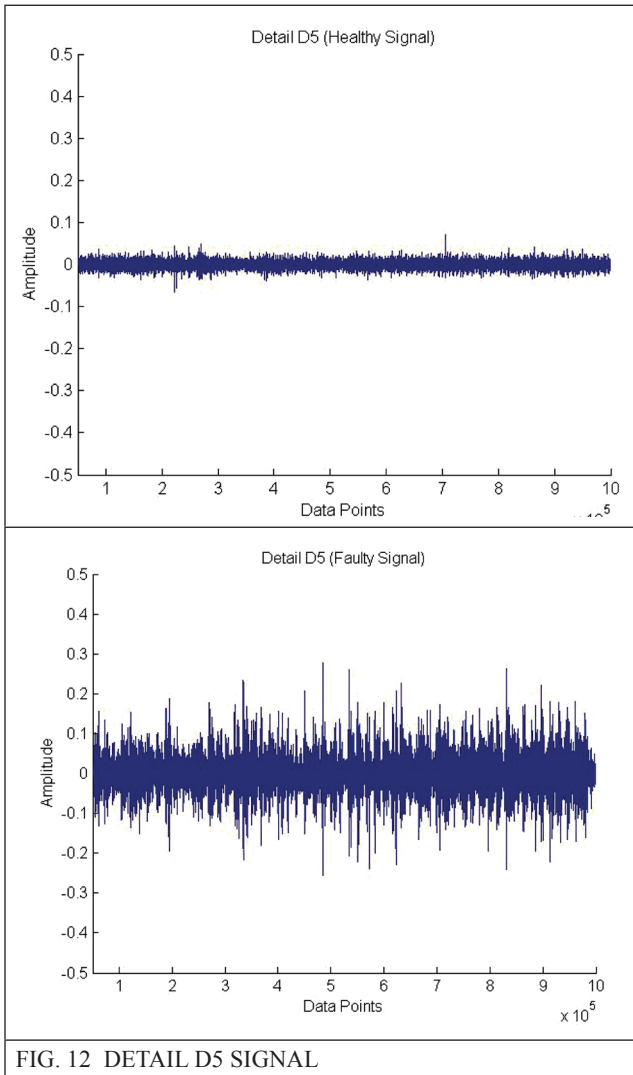 Detail D5 (Healthy Signal)
0.5
0.4
0.3
0.2
0.1
0
-0.1
-0.2
-0.3
-0.4
-0.5
Amplitude
1 2 3 4 5 6 7 8 9 10
Data Points
Detail D5 (Faulty Signal)
0.5
0.4
0.3
0.2
0.1
0
-0.1
-0.2
-0.3
-0.4
-0.5
Amplitude
1 2 3 4 5 6 7 8 9 10
Data Points
x 10^5
FIG. 12 DETAIL D5 SIGNAL